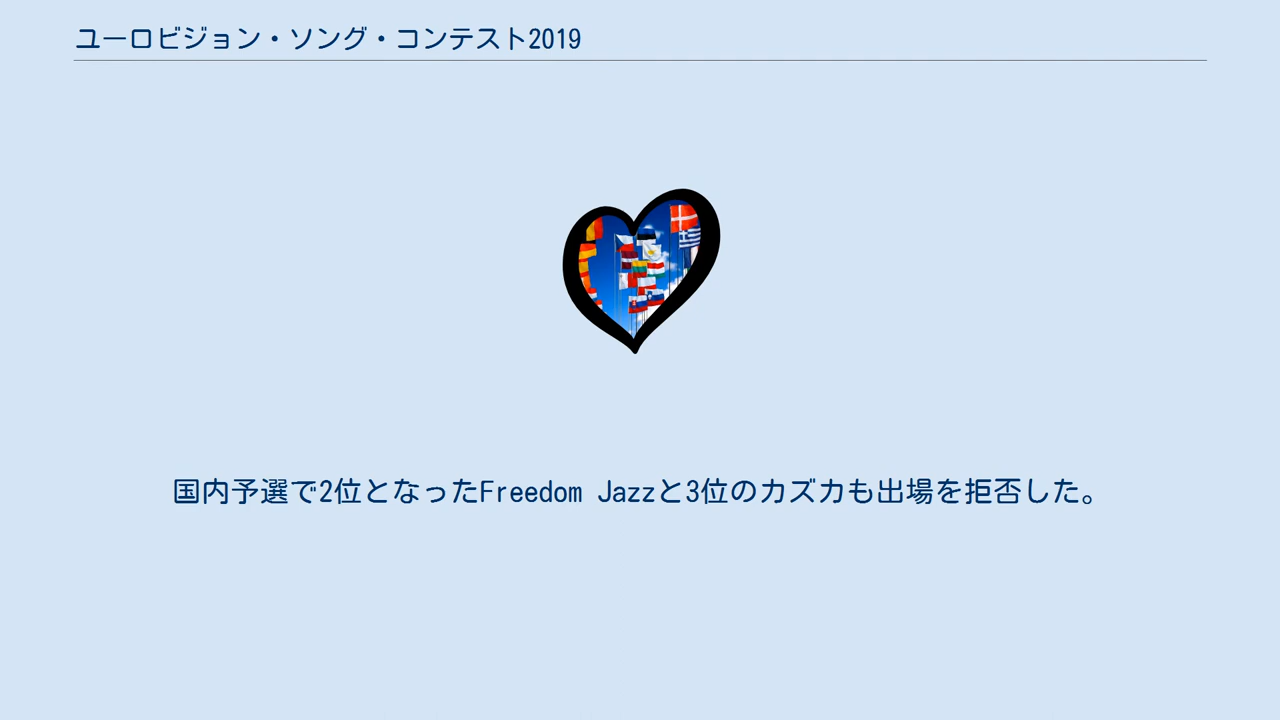 ユーロビジョン・ソング・コンテスト2019
国内予選で2位となったFreedom Jazzと3位のカズカも出場を拒否した。